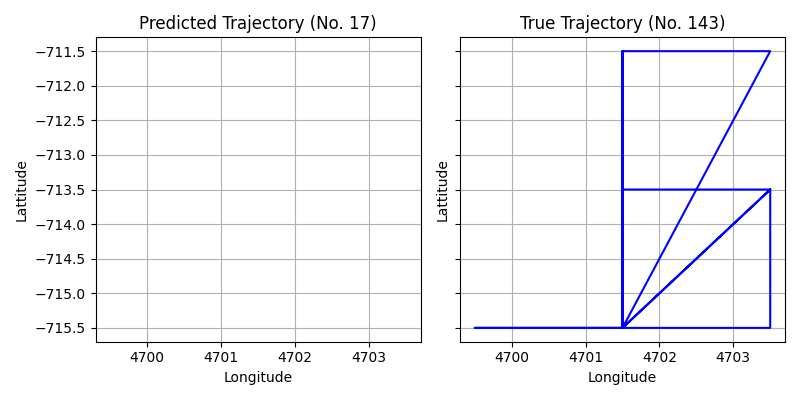 Predicted Trajectory (No. 17)
True Trajectory (No. 143)
−711.5
−712.0
−712.5
−713.0
−713.5
−714.0
−714.5
−715.0
−715.5
Lattitude
Lattitude
4700 4701 4702 4703
4700 4701 4702 4703
Longitude
Longitude